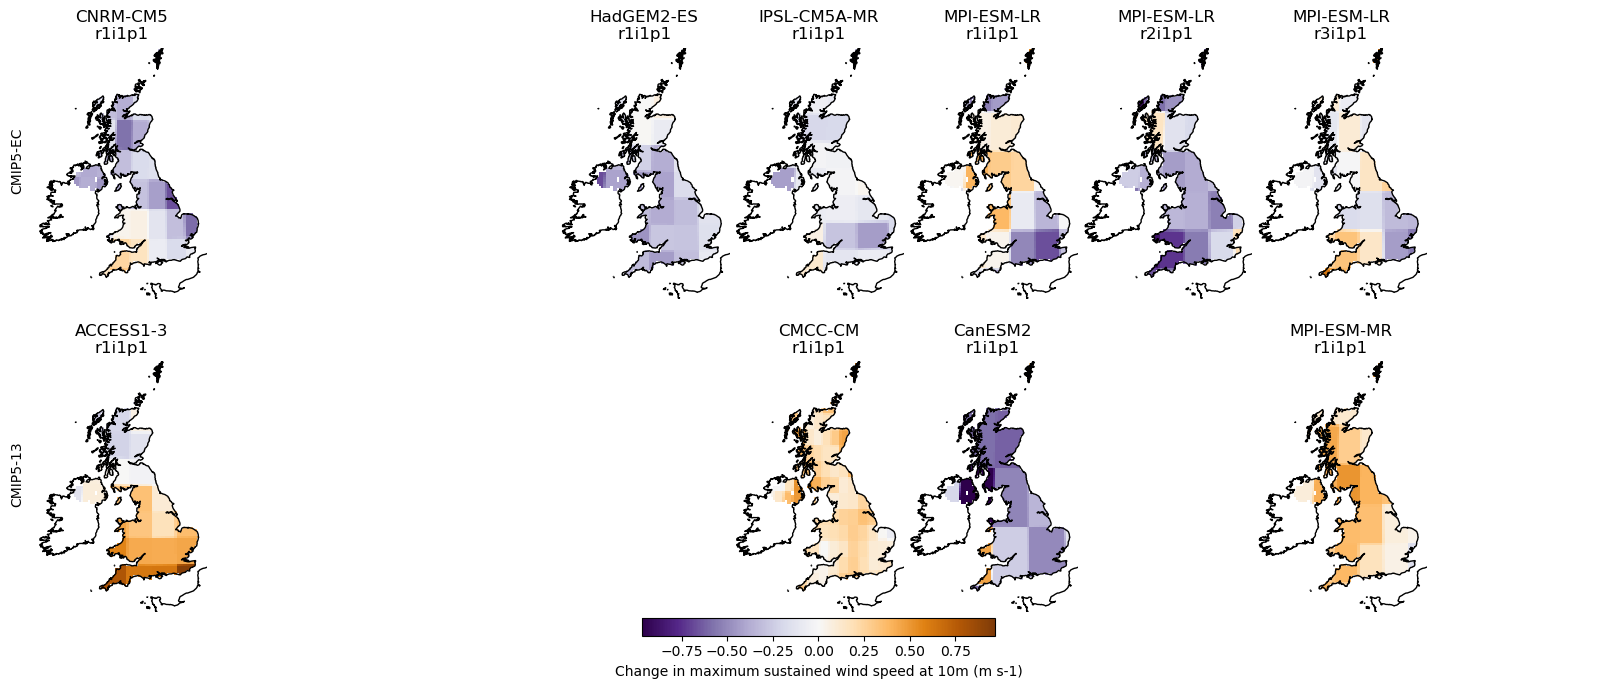 CNRM-CM5
r1i1p1
HadGEM2-ES
r1i1p1
IPSL-CM5A-MR
r1i1p1
MPI-ESM-LR
r1i1p1
MPI-ESM-LR
r2i1p1
MPI-ESM-LR
r3i1p1
CMIP5-EC
ACCESS1-3
r1i1p1
CMCC-CM
r1i1p1
CanESM2
r1i1p1
MPI-ESM-MR
r1i1p1
CMIP5-13
−0.75 −0.50 −0.25 0.00 0.25 0.50 0.75
Change in maximum sustained wind speed at 10m (m s-1)